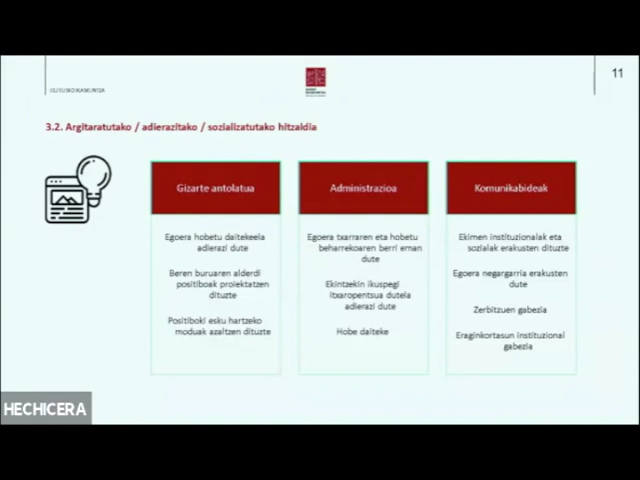 11
3.2. Argitaratutako / adierazitako / sozializatutako hitzaldia
Gizarte antolatua
Egoera hobetu daitekeela
adierazi dute
Beren buruaren alderdi
positiboak proiektatzen
dituzte
Positiboki esku hartzeko
moduak azaltzen dituzte
Administrazioa
Egoera txarraren eta hobetu
beharrekoaren berri eman
dute
Ekintzekin ikuspegi
itxaropentsua dutela
adierazi dute
Hobe daiteke
Komunikabideak
Ekimen instituzionalak eta
sozialak erakusten dituzte
Egoera negargarria erakusten
dute
Zerbitzuen gabezia
Eraginkortasun instituzional
gabezia
HECHICERA